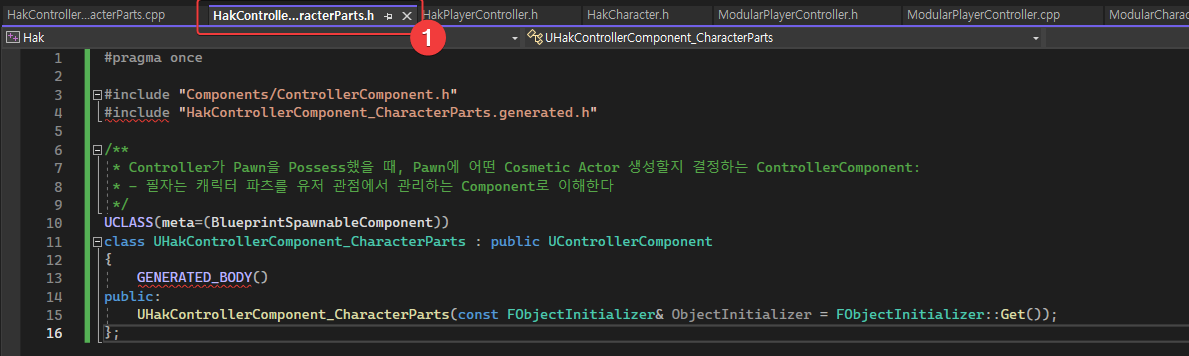 HakControlle...acterParts.cpp
HakControlle...racterParts.h
HakPlayerController.h
HakCharacter.h
ModularPlayerController.h
ModularPlayerController.cpp
ModularCharac
1
Hak
UHakControllerComponent_CharacterParts
1 #pragma once
2
3 #include "Components/ControllerComponent.h"
4 #include "HakControllerComponent_CharacterParts.generated.h"
5
6 /**
7 * Controller가 Pawn을 Possess했을 때, Pawn에 어떤 Cosmetic Actor 생성할지 결정하는 ControllerComponent:
8 * - 필자는 캐릭터 파츠를 유저 관점에서 관리하는 Component로 이해한다
9 */
10 UCLASS(meta=(BlueprintSpawnableComponent))
11 class UHakControllerComponent_CharacterParts : public UControllerComponent
12 {
13 GENERATED_BODY()
14 public:
15 UHakControllerComponent_CharacterParts(const FObjectInitializer& ObjectInitializer = FObjectInitializer::Get());
16 };